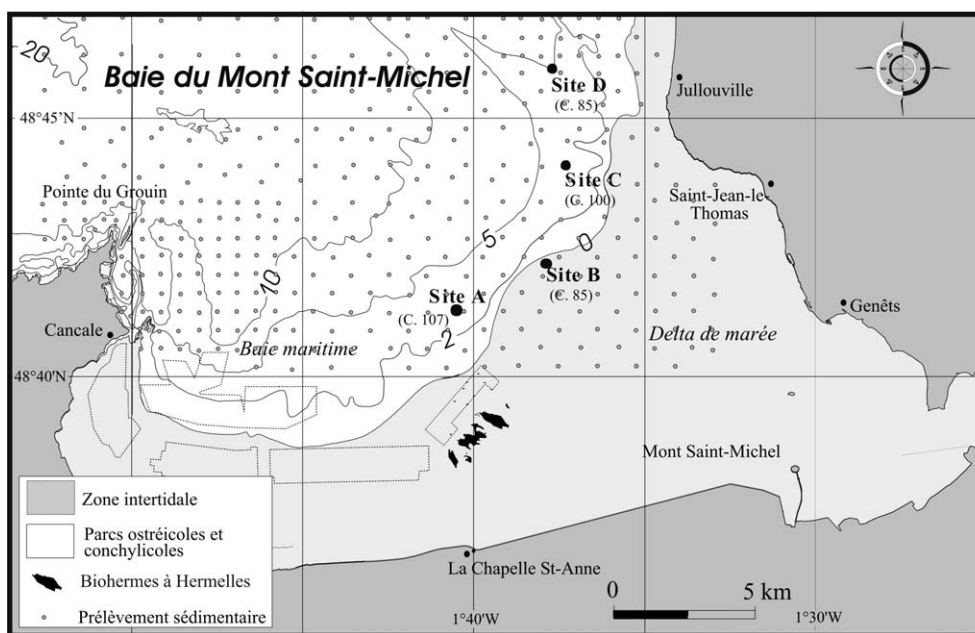 20
Baie du Mont Saint-Michel
Site D
(C. 85)
Jullouville
48°45'N
Pointe du Grouin
Site C
(C. 100)
Saint-Jean-le-
Thomas
5
0
10
Site B
(C. 85)
Site A
(C. 107)
Genêts
Cancale
2
Baie maritime
Delta de marée
48°40'N
Mont Saint-Michel
Zone intertidale
Parcs ostréicoles et
conchylicoles
Biohermes à Hermelles
Prélèvement sédimentaire
La Chapelle St-Anne
0
5 km
1°40'W
1°30'W